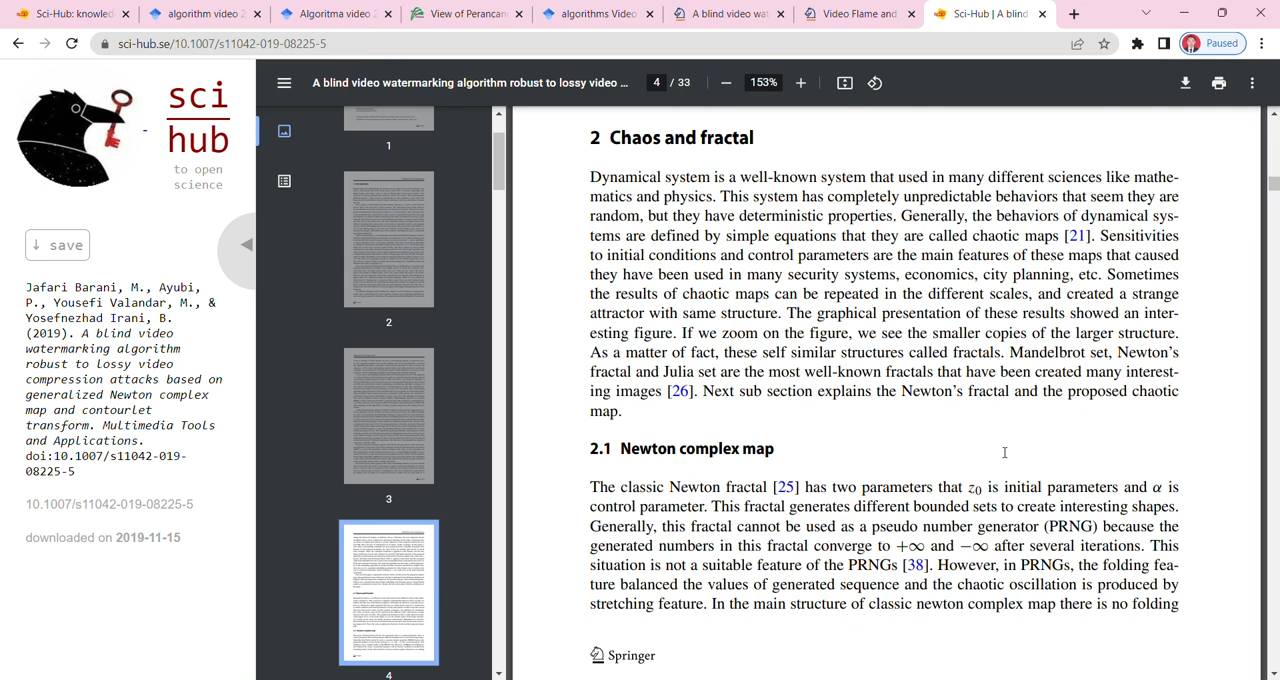 Sci-Hub: knowled
algorithm video 2
Algoritma video 2
View of Perancan
algorithms Video
A blind video wat
Video Flame and
Sci-Hub | A blind
sci-hub.se/10.1007/s11042-019-08225-5
Paused
sci
hub
to open
science
↓ save
Jafari Barani, M., Ayubi,
P., Yousefi Valandar, M., &
Yosefnezhad Irani, B.
(2019). A blind video
watermarking algorithm
robust to lossy video
compression attacks based on
generalized Newton complex
map and contourlet
transform. Multimedia Tools
and Applications.
doi:10.1007/s11042-019-
08225-5
10.1007/s11042-019-08225-5
downloaded on 2019-11-15
A blind video watermarking algorithm robust to lossy video ...
4 / 33
153%
1
2
3
4
2 Chaos and fractal
Dynamical system is a well-known system that used in many different sciences like mathe-
matics and physics. This systems are completely unpredictable behavior that seem they are
random, but they have deterministic properties. Generally, the behaviors of dynamical sys-
tems are described by simple equations which they are called chaotic maps [21]. Sensitivities
to initial conditions and control parameters are the main features of these maps that caused
they have been used in many ways, ecosystems, economics, city planning, etc. Sometimes
the results of chaotic maps can be repeated in the different scales, and created a strange
attractor with same structure. The graphical presentation of these results showed an inter-
esting figure. If we zoom on the figure, we see the smaller copies of the larger structure.
As a matter of fact, these self similar structures called fractals. Mandelbrot set, Newton's
fractal and Julia set are some of well-known fractals that have been created many interest-
ing images [26]. Next subsection explains the Newton's fractal and the proposed chaotic
map.
2.1 Newton complex map
The classic Newton fractal [25] has two parameters that z0 is initial parameters and α is
control parameter. This fractal generates different bounded sets to create interesting shapes.
Generally, this fractal cannot be used as a pseudo number generator (PRNG) because the
generated sequence in this fractal converge to +∞ and −∞ after several iterations. This
situation is not a suitable feature for PRNGs [38]. However, in PRNGs, the folding fea-
ture bounds the values of generated sequence and the chaotic oscillation is produced by
stretching feature. In the main structure of classic newton complex map there is no folding
Springer